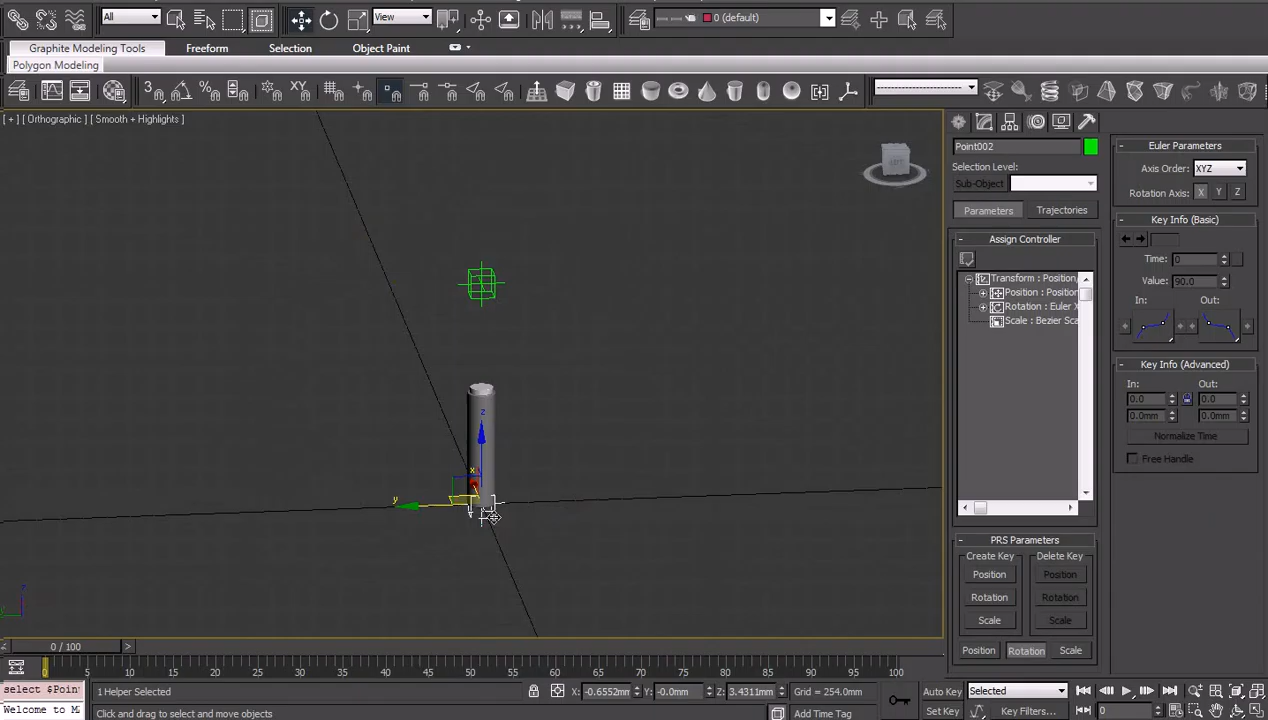 All
View
0 (default)
Graphite Modeling Tools
Freeform
Selection
Object Paint
Polygon Modeling
3
%
XY
[ + ] [ Orthographic ] [ Smooth + Highlights ]
Point002
Selection Level:
Sub-Object
Parameters
Trajectories
Assign Controller
Transform : Position,
Position : Position
Rotation : Euler X
Scale : Bezier Sca
PRS Parameters
Create Key
Delete Key
Position
Position
Rotation
Rotation
Scale
Scale
Position
Rotation
Scale
Euler Parameters
Axis Order:
XYZ
Rotation Axis:
X
Y
Z
Key Info (Basic)
Time:
0
Value:
90.0
In:
Out:
Key Info (Advanced)
In:
Out:
0.0
0.0
0.0mm
0.0mm
Normalize Time
Free Handle
z
x
y
0 / 100
0
5
10
15
20
25
30
35
40
45
50
55
60
65
70
75
80
85
90
95
100
select $Poin
Welcome to M
1 Helper Selected
X: -0.6552mm
Y: -0.0mm
Z: 3.4311mm
Grid = 254.0mm
Click and drag to select and move objects
Add Time Tag
Auto Key
Selected
Set Key
Key Filters...
0